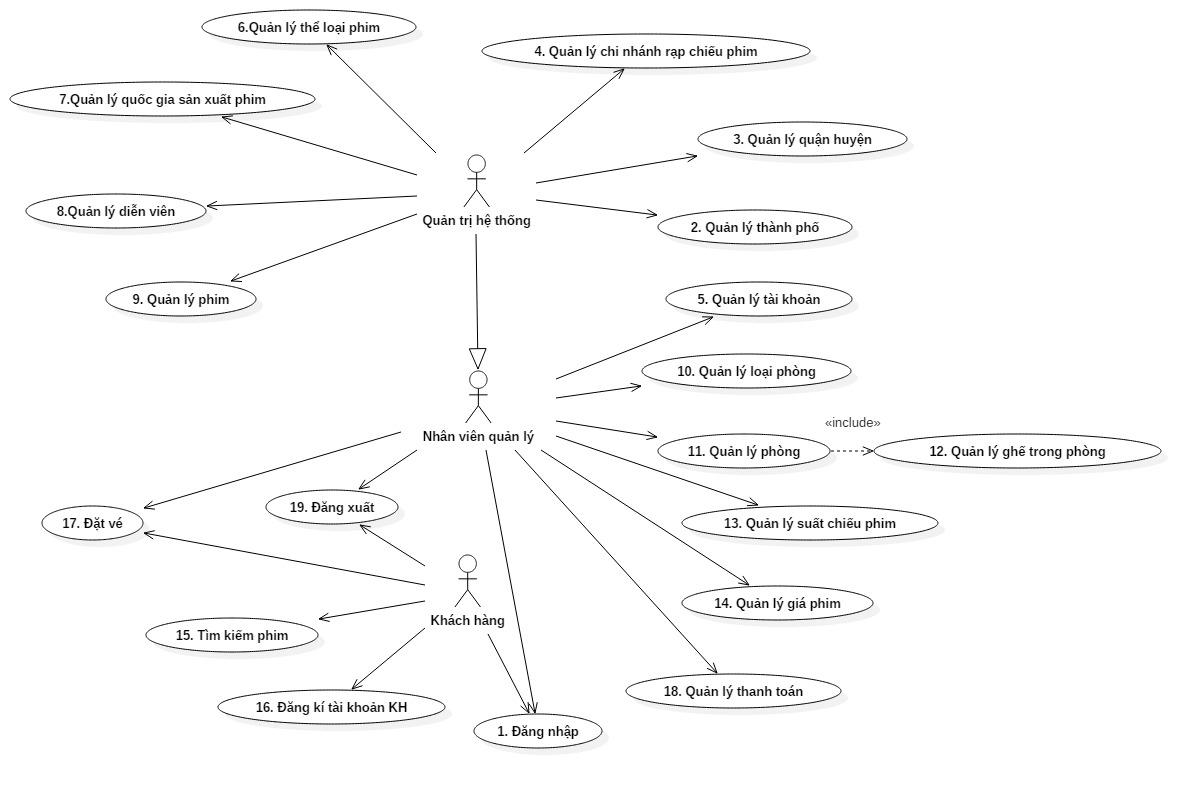 6.Quản lý thể loại phim
4. Quản lý chi nhánh rạp chiếu phim
7.Quản lý quốc gia sản xuất phim
3. Quản lý quận huyện
8.Quản lý diễn viên
Quản trị hệ thống
2. Quản lý thành phố
9. Quản lý phim
5. Quản lý tài khoản
10. Quản lý loại phòng
«include»
Nhân viên quản lý
11. Quản lý phòng
12. Quản lý ghế trong phòng
19. Đăng xuất
17. Đặt vé
13. Quản lý suất chiếu phim
14. Quản lý giá phim
Khách hàng
15. Tìm kiếm phim
18. Quản lý thanh toán
16. Đăng kí tài khoản KH
1. Đăng nhập